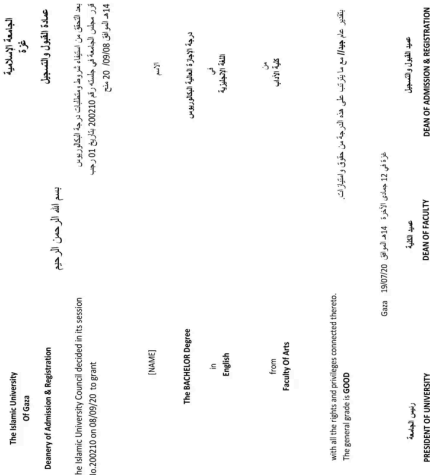 The Islamic University
Of Gaza
Deanery of Admission & Registration
الجامعة الإسلامية
غزة
عمادة القبول والتسجيل
بسم الله الرحمن الرحيم
he Islamic University Council decided in its session
lo.200210 on 08/09/20 to grant
بعد التحقق من استيفاء شروط ومتطلبات درجة البكالوريوس
قرر مجلس الجامعة في جلسته رقم 200210 بتاريخ 01 رجب
14هـ الموافق 09/08/ 20 منح
[NAME]
الاسم
The BACHELOR Degree
درجة الإجازة العالية البكالوريوس
in
في
English
اللغة الإنجليزية
from
من
Faculty Of Arts
كلية الآداب
with all the rights and privileges connected thereto.
The general grade is GOOD
بتقدير عام جيد// مع ما يترتب على هذه الدرجة من حقوق وامتيازات.
غزة في 12 جمادى الآخرة 14هـ الموافق 19/07/20 Gaza
رئيس الجامعة
عميد الكلية
عميد القبول والتسجيل
PRESIDENT OF UNIVERSITY
DEAN OF FACULTY
DEAN OF ADMISSION & REGISTRATION